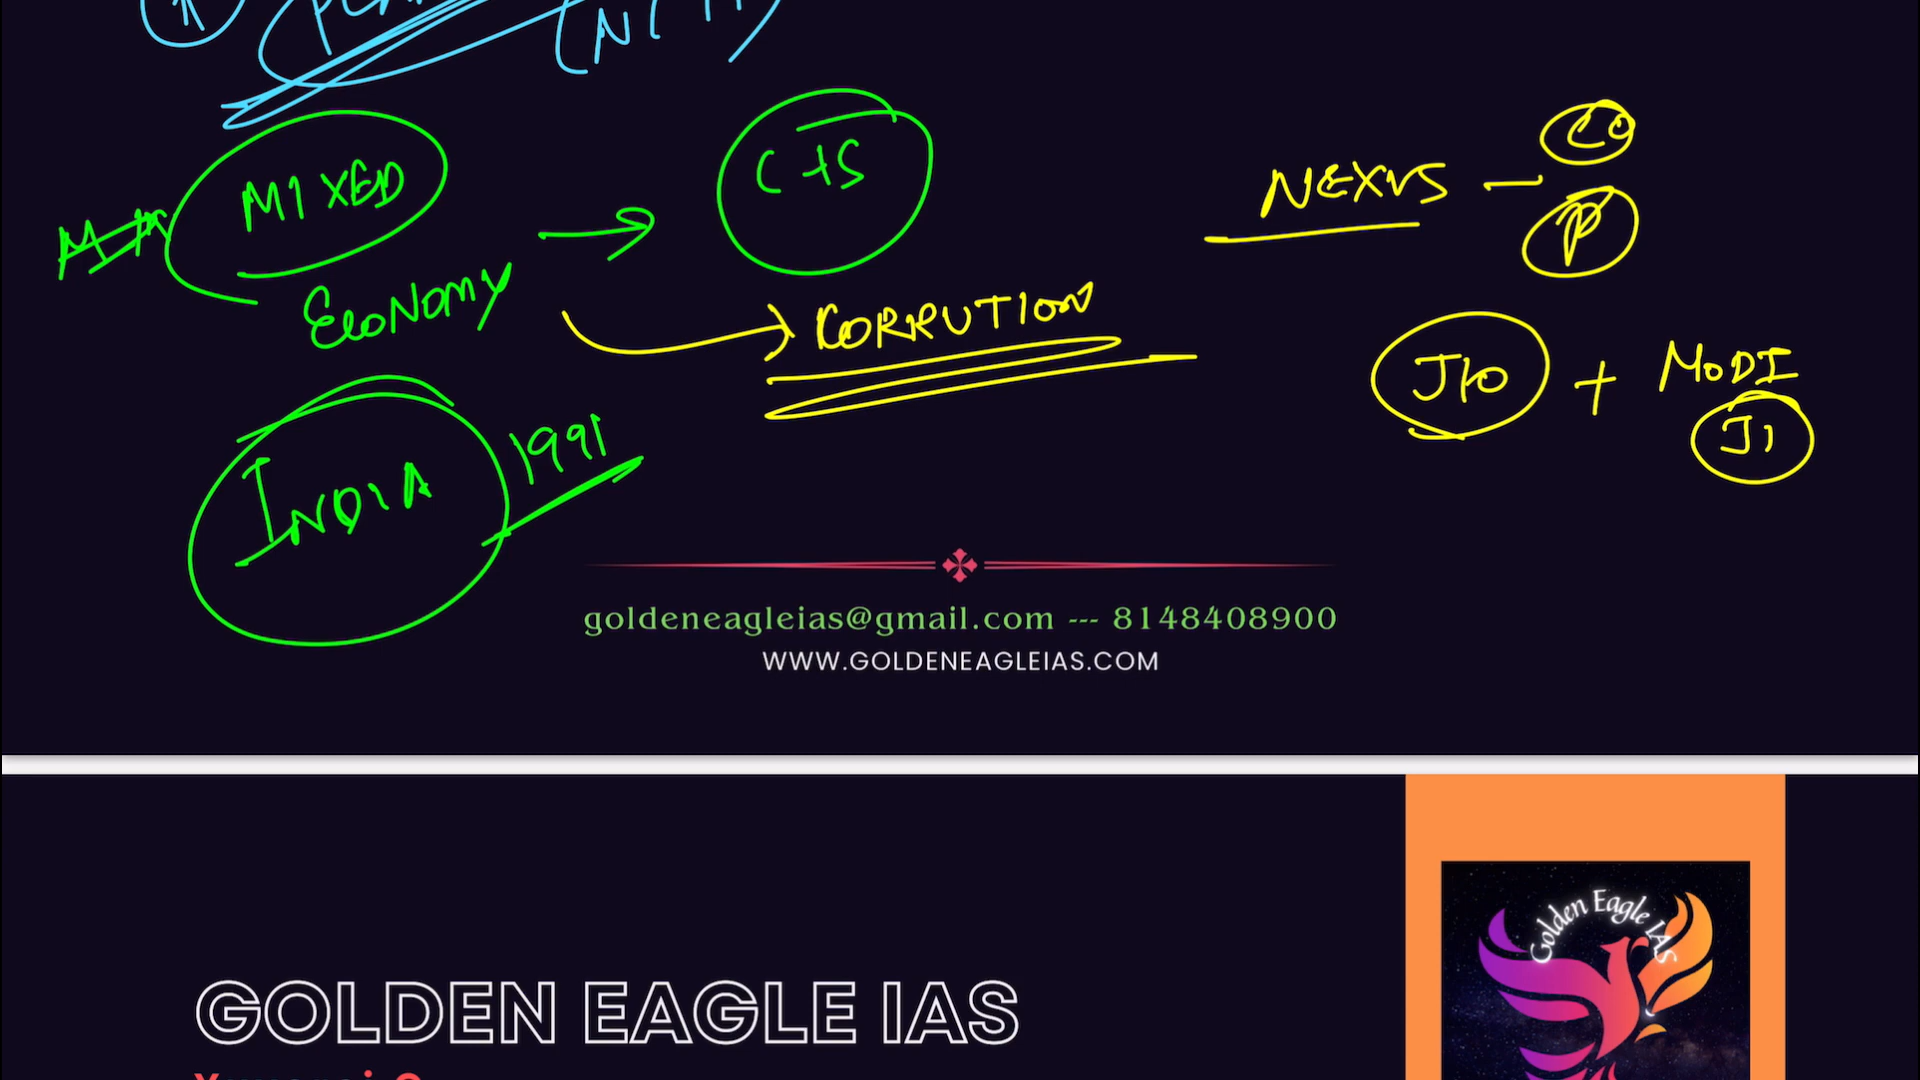 MIXED
ECONOMY
C+S
CORRUTION
NEXUS - CO
P
JIO + MODI
JI
INDIA 1991
goldeneagleias@gmail.com --- 8148408900
WWW.GOLDENEAGLEIAS.COM
GOLDEN EAGLE IAS
Golden Eagle IAS